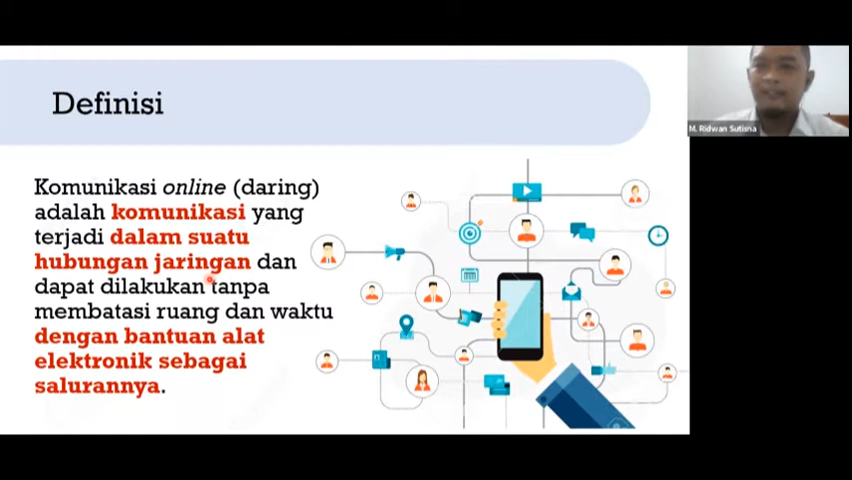 Definisi
Komunikasi online (daring)
adalah komunikasi yang
terjadi dalam suatu
hubungan jaringan dan
dapat dilakukan tanpa
membatasi ruang dan waktu
dengan bantuan alat
elektronik sebagai
salurannya.
M. Ridwan Sutisna